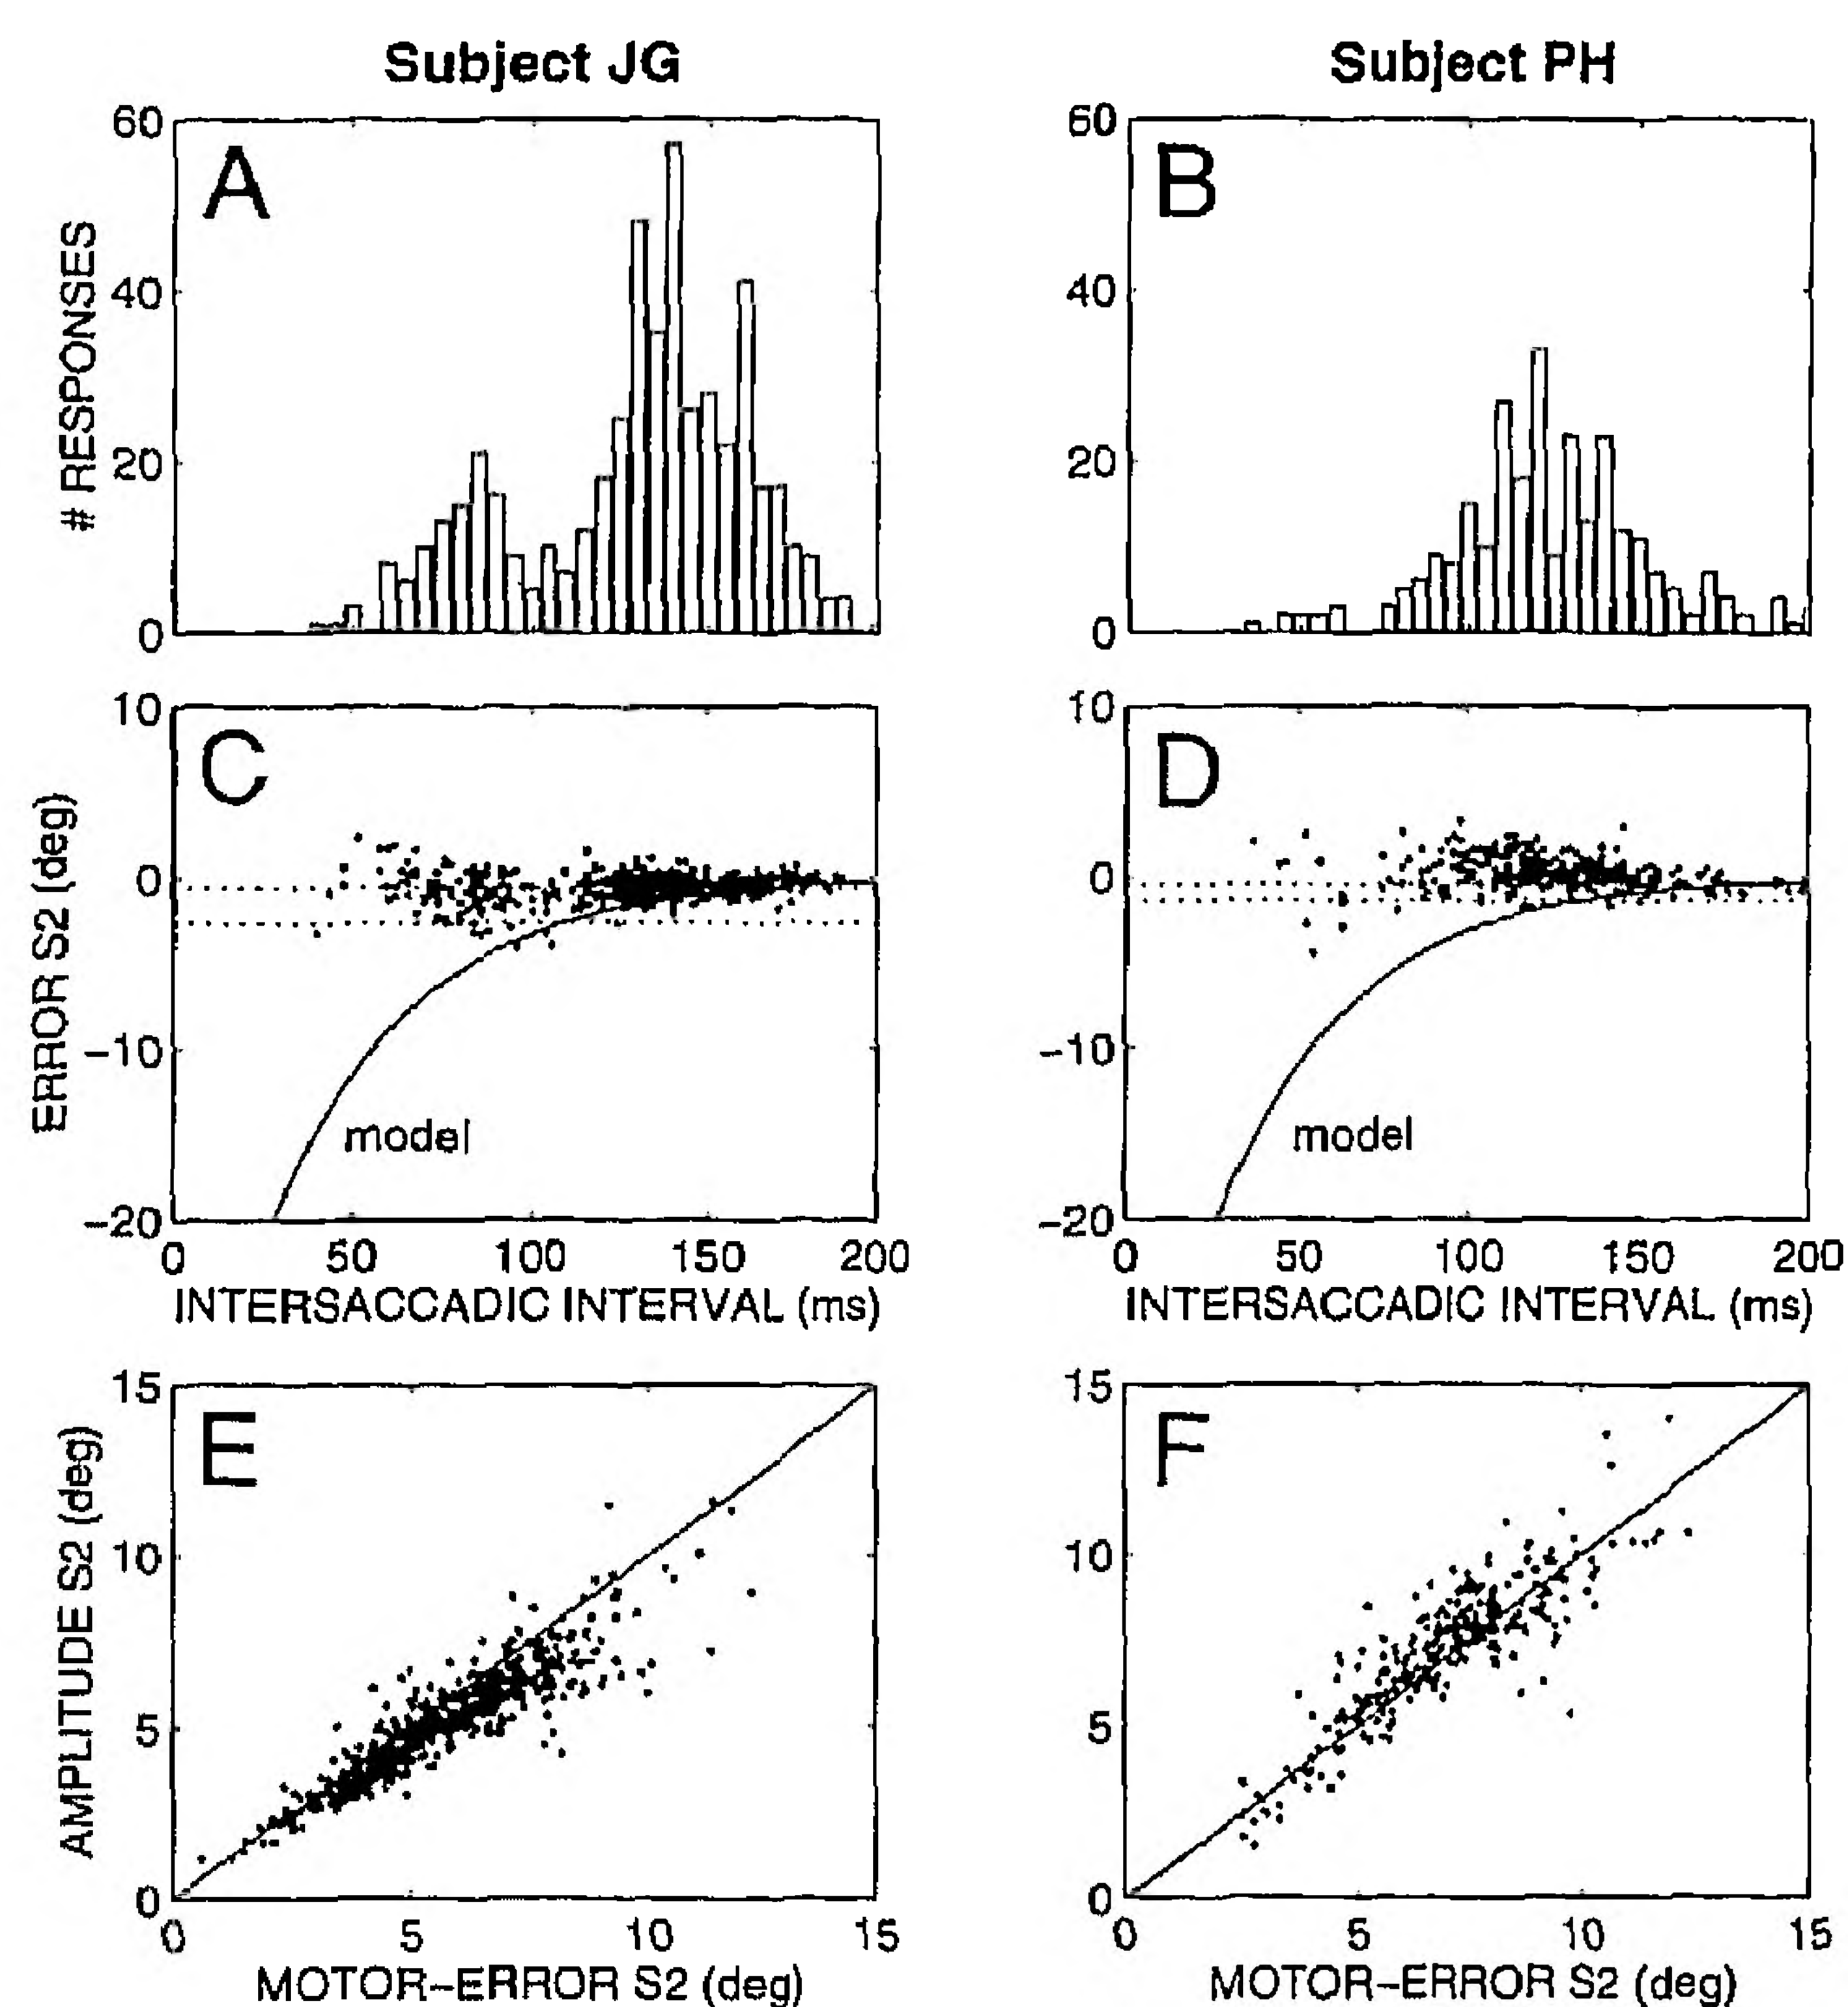 Subject JG
Subject PH
A
60
40
20
0
# RESPONSES
B
60
40
20
0
C
10
0
−10
−20
ERROR S2 (deg)
model
0 50 100 150 200
INTERSACCADIC INTERVAL (ms)
D
10
0
−10
−20
model
0 50 100 150 200
INTERSACCADIC INTERVAL (ms)
E
15
10
5
0
AMPLITUDE S2 (deg)
0 5 10 15
MOTOR−ERROR S2 (deg)
F
15
10
5
0
0 5 10 15
MOTOR−ERROR S2 (deg)